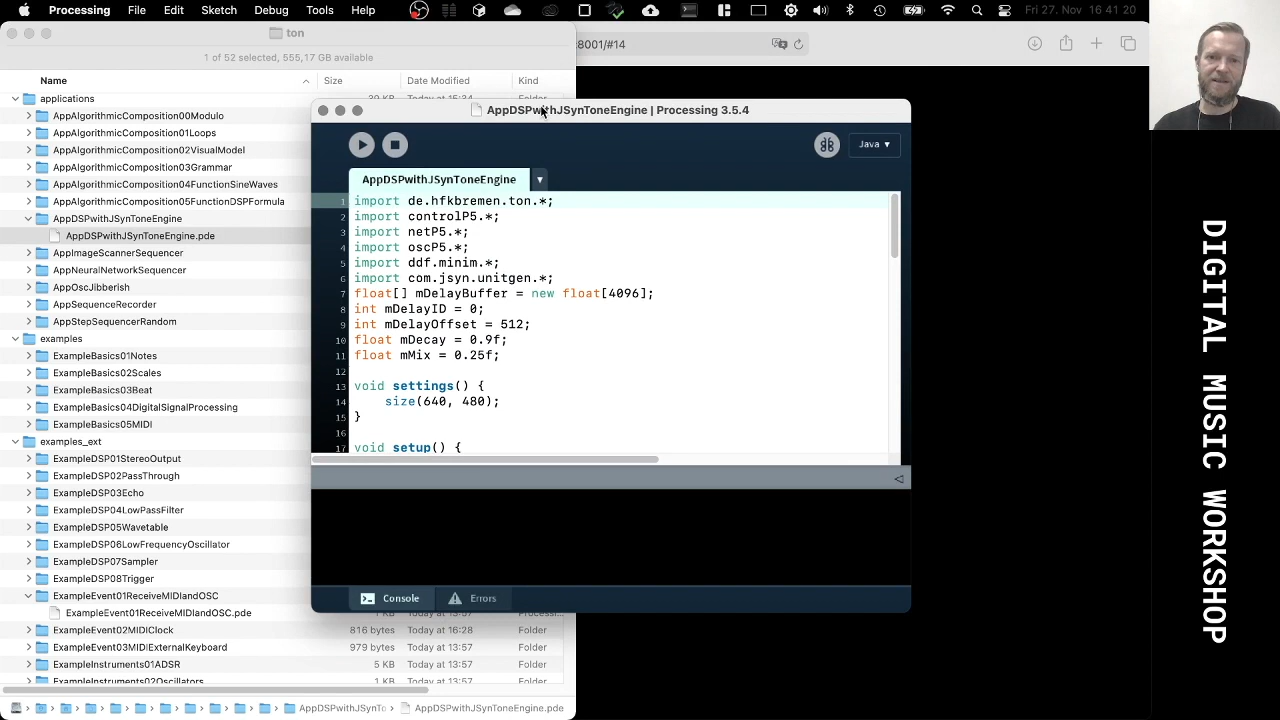 Processing File Edit Sketch Debug Tools Help Fri 27. Nov 16 41 20
ton
1 of 52 selected, 555,17 GB available
Name Size Date Modified Kind
applications
AppAlgorithmicComposition00Modulo
AppAlgorithmicComposition01Loops
AppAlgorithmicComposition02VisualModel
AppAlgorithmicComposition03Grammar
AppAlgorithmicComposition04FunctionSineWaves
AppAlgorithmicComposition05FunctionDSPFormula
AppDSPwithJSynToneEngine
AppDSPwithJSynToneEngine.pde
AppImageScannerSequencer
AppNeuralNetworkSequencer
AppOscJibberish
AppSequenceRecorder
AppStepSequencerRandom
examples
ExampleBasics01Notes
ExampleBasics02Scales
ExampleBasics03Beat
ExampleBasics04DigitalSignalProcessing
ExampleBasics05MIDI
examples_ext
ExampleDSP01StereoOutput
ExampleDSP02PassThrough
ExampleDSP03Echo
ExampleDSP04LowPassFilter
ExampleDSP05Wavetable
ExampleDSP06LowFrequencyOscillator
ExampleDSP07Sampler
ExampleDSP08Trigger
ExampleEvent01ReceiveMIDIandOSC
ExampleEvent01ReceiveMIDIandOSC.pde
ExampleEvent02MIDIClock 816 bytes Today at 16:28 Folder
ExampleEvent03MIDIExternalKeyboard 979 bytes Today at 13:57 Folder
ExampleInstruments01ADSR 5 KB Today at 13:57 Folder
AppDSPwithJSynTo
AppDSPwithJSynToneEngine.pde
:8001/#14
AppDSPwithJSynToneEngine | Processing 3.5.4
Java ▾
AppDSPwithJSynToneEngine
1 import de.hfkbremen.ton.*;
2 import controlP5.*;
3 import netP5.*;
4 import oscP5.*;
5 import ddf.minim.*;
6 import com.jsyn.unitgen.*;
7 float[] mDelayBuffer = new float[4096];
8 int mDelayID = 0;
9 int mDelayOffset = 512;
10 float mDecay = 0.9f;
11 float mMix = 0.25f;
12
13 void settings() {
14 size(640, 480);
15 }
16
17 void setup() {
Console Errors
DIGITAL MUSIC WORKSHOP